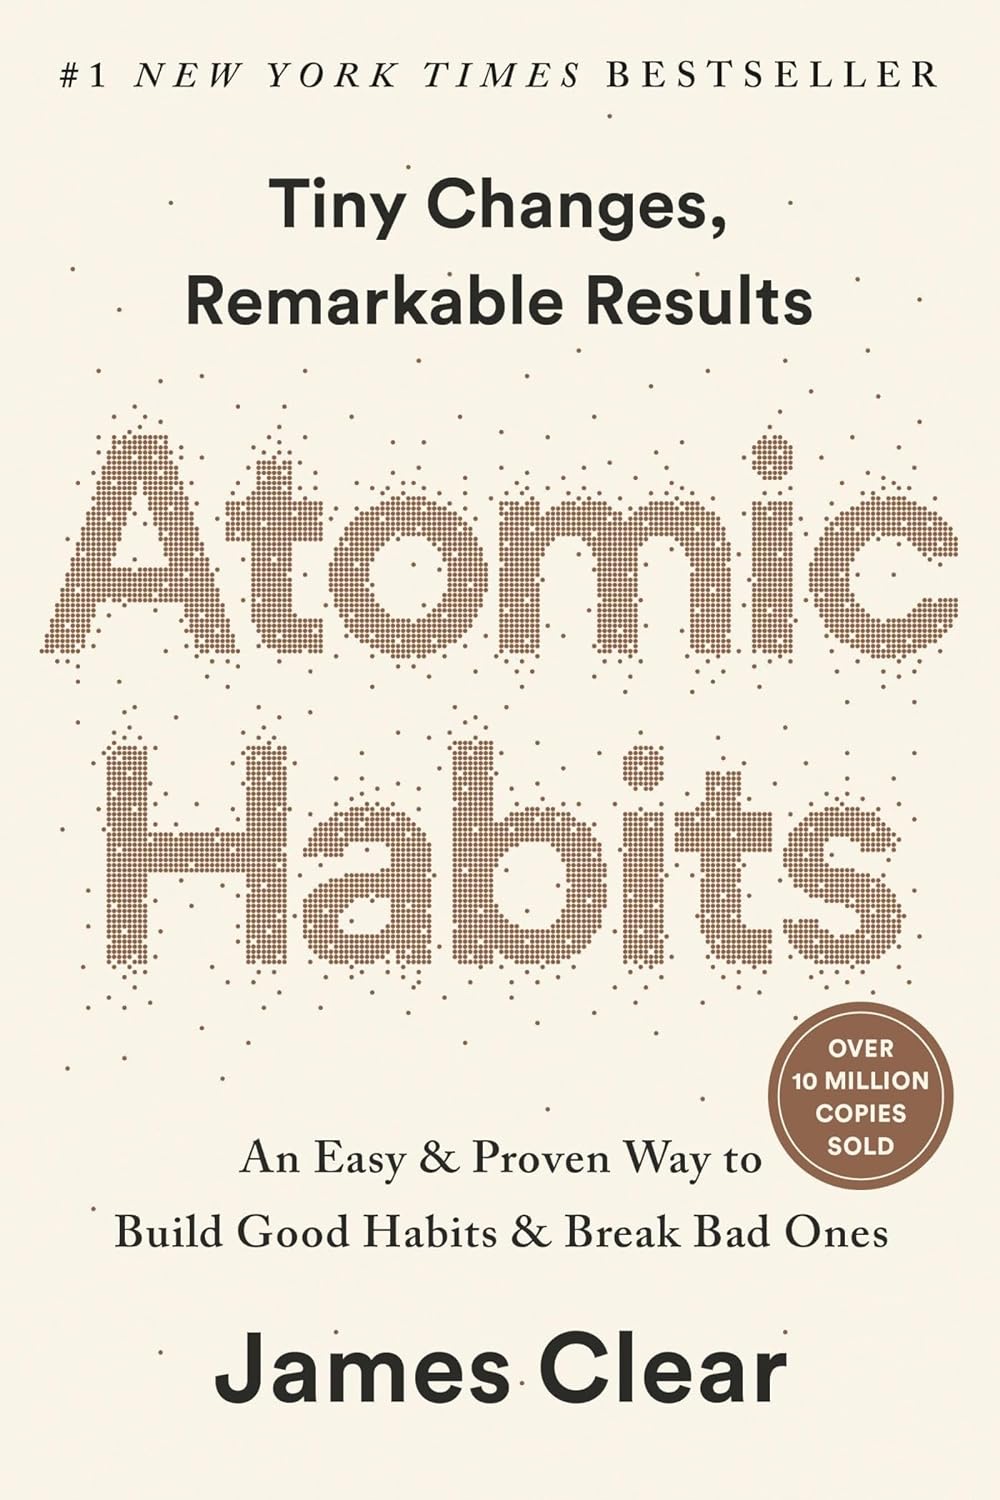 #1 NEW YORK TIMES BESTSELLER
Tiny Changes,
Remarkable Results
Atomic
Habits
OVER
10 MILLION
COPIES
SOLD
An Easy & Proven Way to
Build Good Habits & Break Bad Ones
James Clear